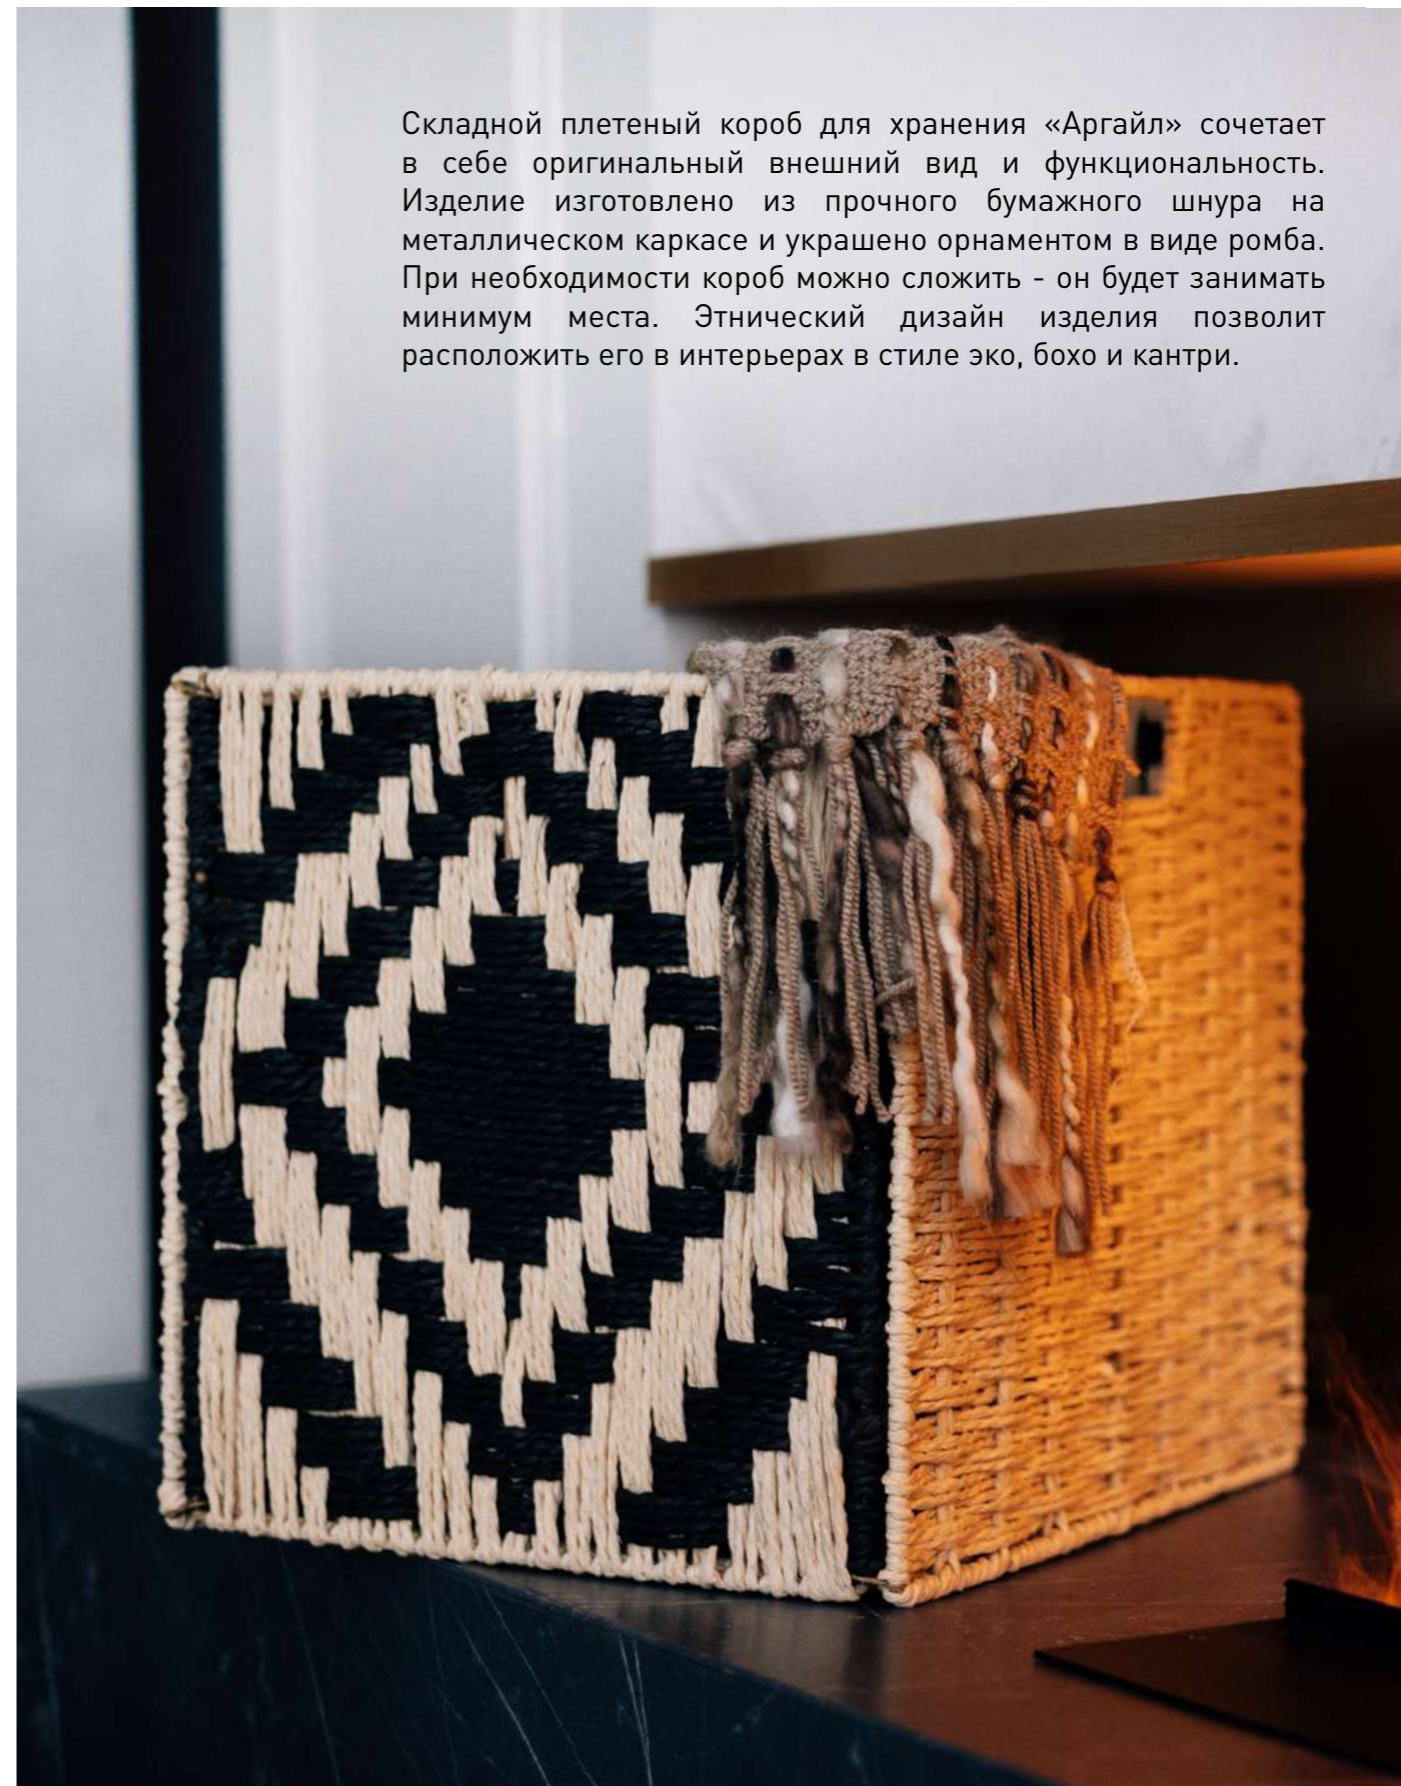 Складной плетеный короб для хранения «Аргайл» сочетает
в себе оригинальный внешний вид и функциональность.
Изделие изготовлено из прочного бумажного шнура на
металлическом каркасе и украшено орнаментом в виде ромба.
При необходимости короб можно сложить - он будет занимать
минимум места. Этнический дизайн изделия позволит
расположить его в интерьерах в стиле эко, бохо и кантри.